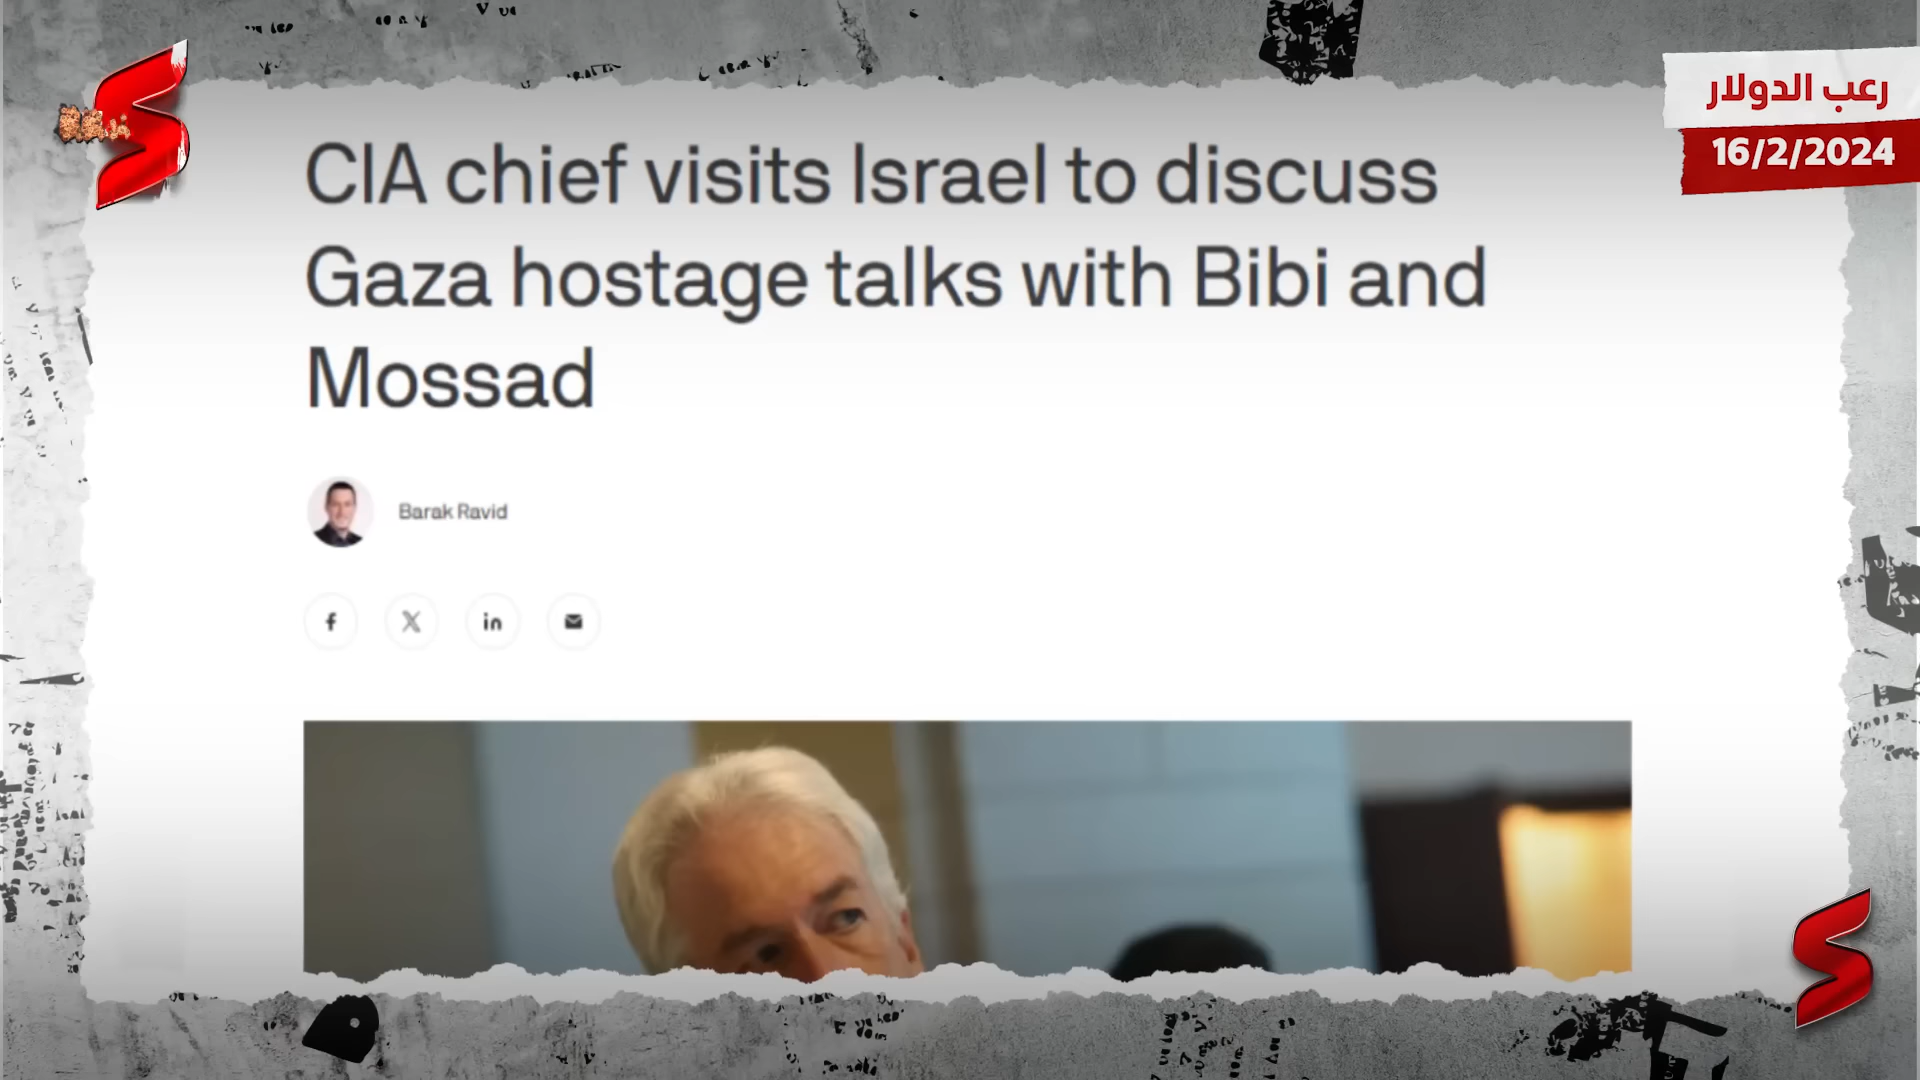 رعب الدولار
16/2/2024
CIA chief visits Israel to discuss
Gaza hostage talks with Bibi and
Mossad
Barak Ravid